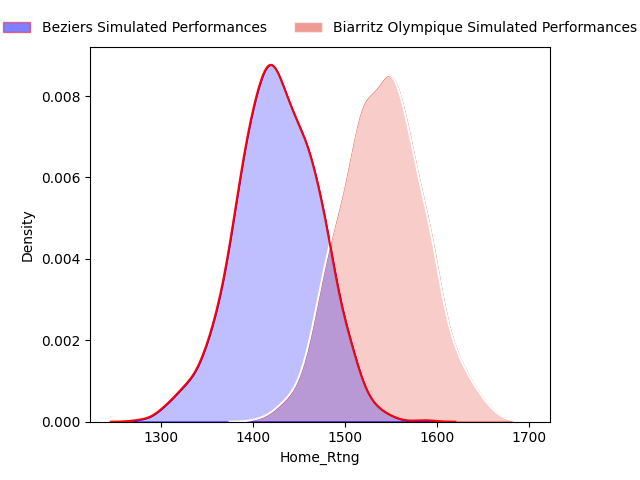 Beziers Simulated Performances Biarritz Olympique Simulated Performances
0.008
0.006
0.004
0.002
0.000
Density
1300 1400 1500 1600 1700
Home_Rtng